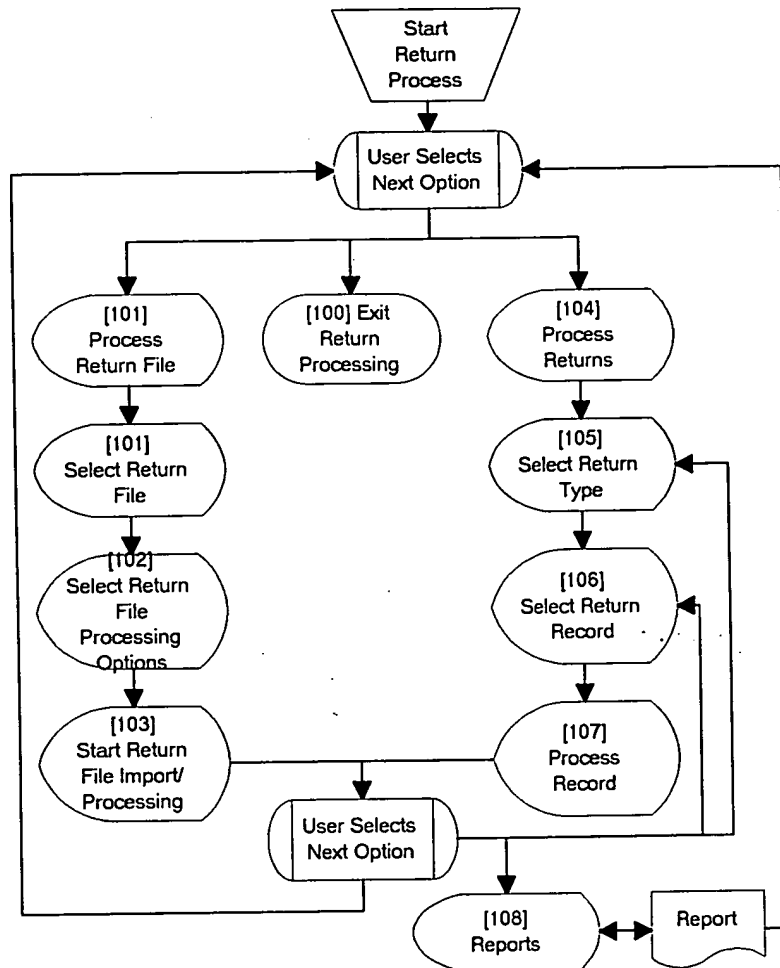 Start
Return
Process
User Selects
Next Option
[101]
Process
Return File
[100] Exit
Return
Processing
[104]
Process
Returns
[101]
Select Return
File
[105]
Select Return
Type
[102]
Select Return
File
Processing
Options
[106]
Select Return
Record
[103]
Start Return
File Import/
Processing
[107]
Process
Record
User Selects
Next Option
[108]
Reports
Report